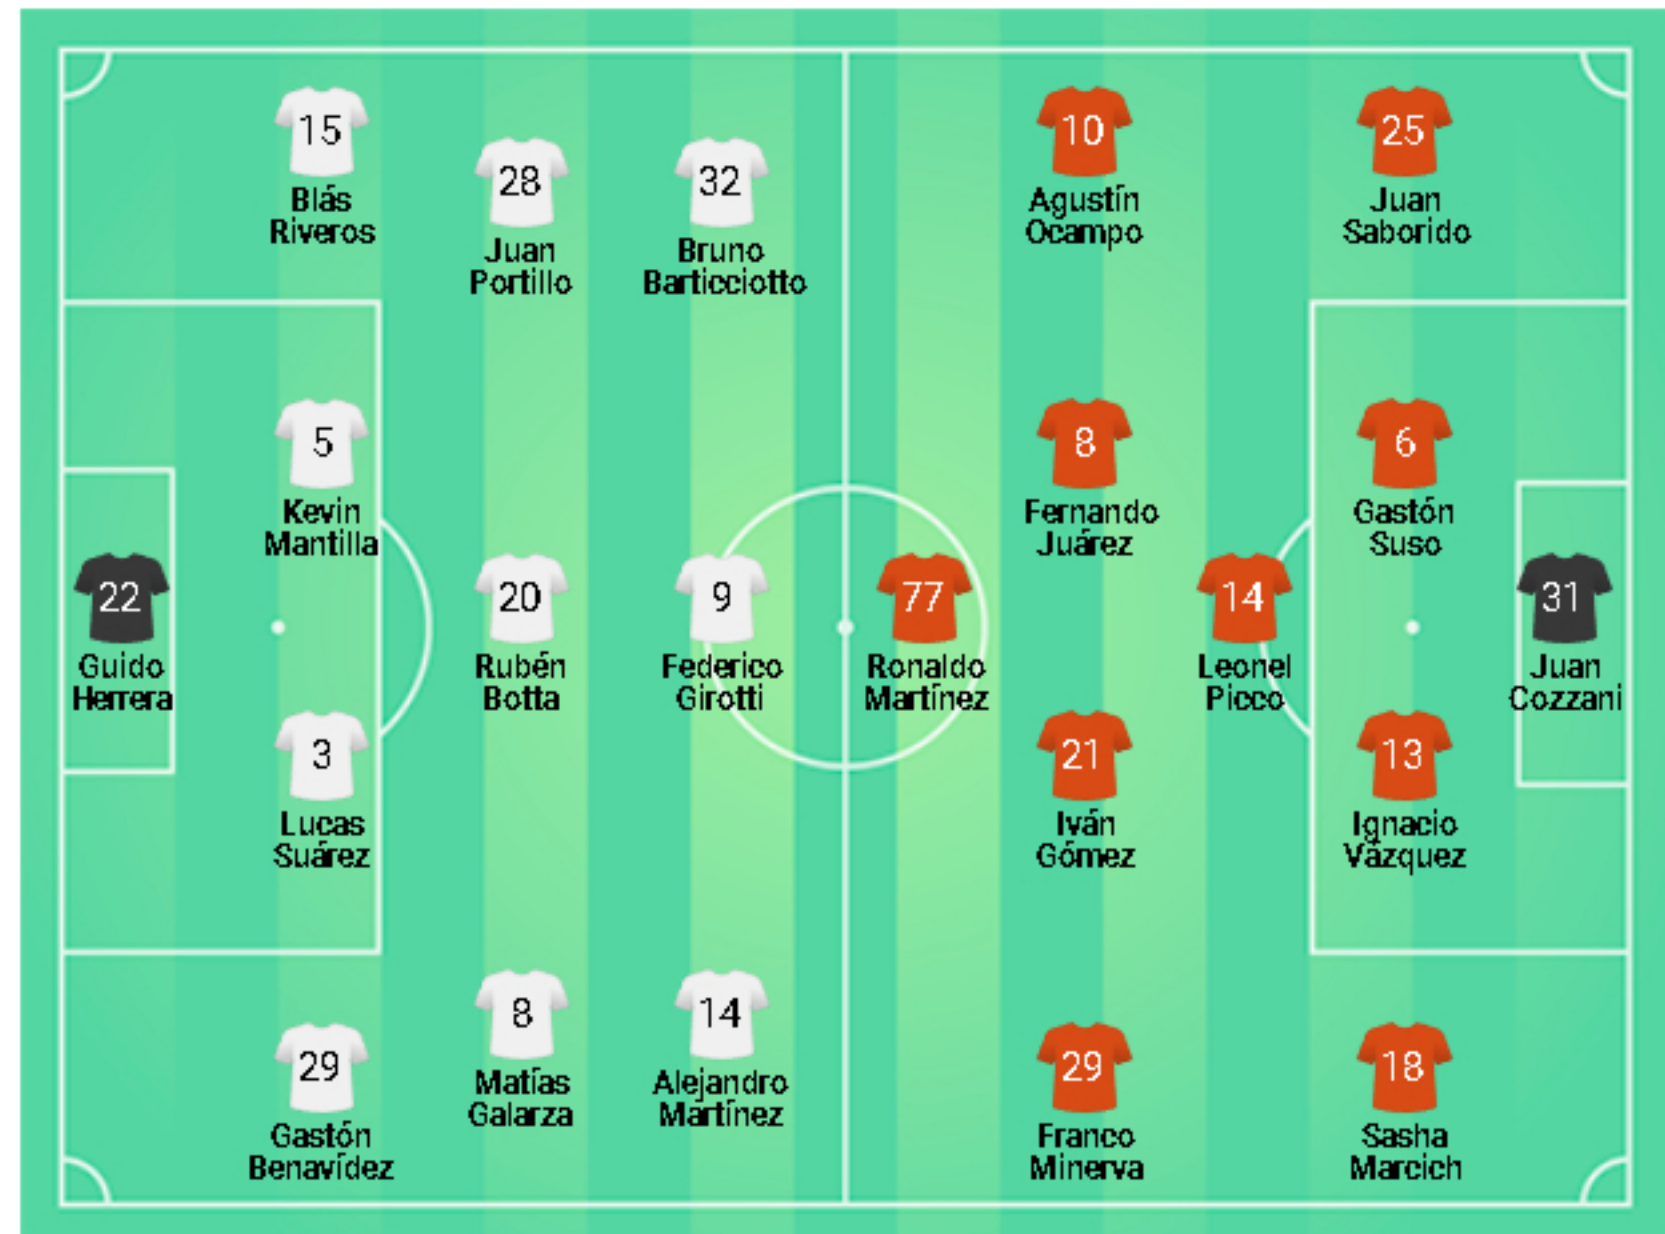 15
Blás
Riveros
28
Juan
Portillo
32
Bruno
Barticciotto
10
Agustín
Ocampo
25
Juan
Saborido
5
Kevin
Mantilla
8
Fernando
Juárez
6
Gastón
Suso
22
Guido
Herrera
20
Rubén
Botta
9
Federico
Girotti
77
Ronaldo
Martínez
14
Leonel
Picco
31
Juan
Cozzani
3
Lucas
Suárez
21
Iván
Gómez
13
Ignacio
Vázquez
29
Gastón
Benavídez
8
Matías
Galarza
14
Alejandro
Martínez
29
Franco
Minerva
18
Sasha
Marcich